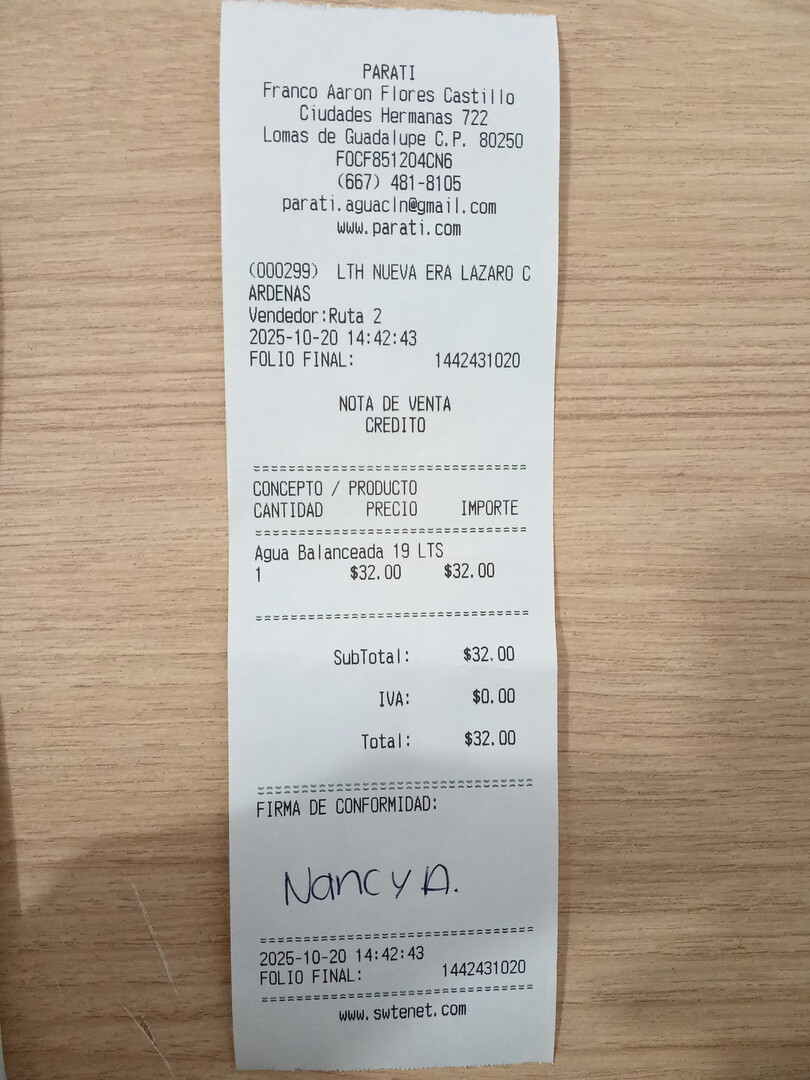 PARATI
Franco Aaron Flores Castillo
Ciudades Hermanas 722
Lomas de Guadalupe C.P. 80250
FOCF851204CN6
(667) 481-8105
parati.aguacln@gmail.com
www.parati.com
(000299) LTH NUEVA ERA LAZARO C
ARDENAS
Vendedor:Ruta 2
2025-10-20 14:42:43
FOLIO FINAL: 1442431020
NOTA DE VENTA
CREDITO
==============================
CONCEPTO / PRODUCTO
CANTIDAD PRECIO IMPORTE
==============================
Agua Balanceada 19 LTS
1 $32.00 $32.00
==============================
SubTotal: $32.00
IVA: $0.00
Total: $32.00
==============================
FIRMA DE CONFORMIDAD:
Nancy A.
==============================
2025-10-20 14:42:43
FOLIO FINAL: 1442431020
==============================
www.swtenet.com